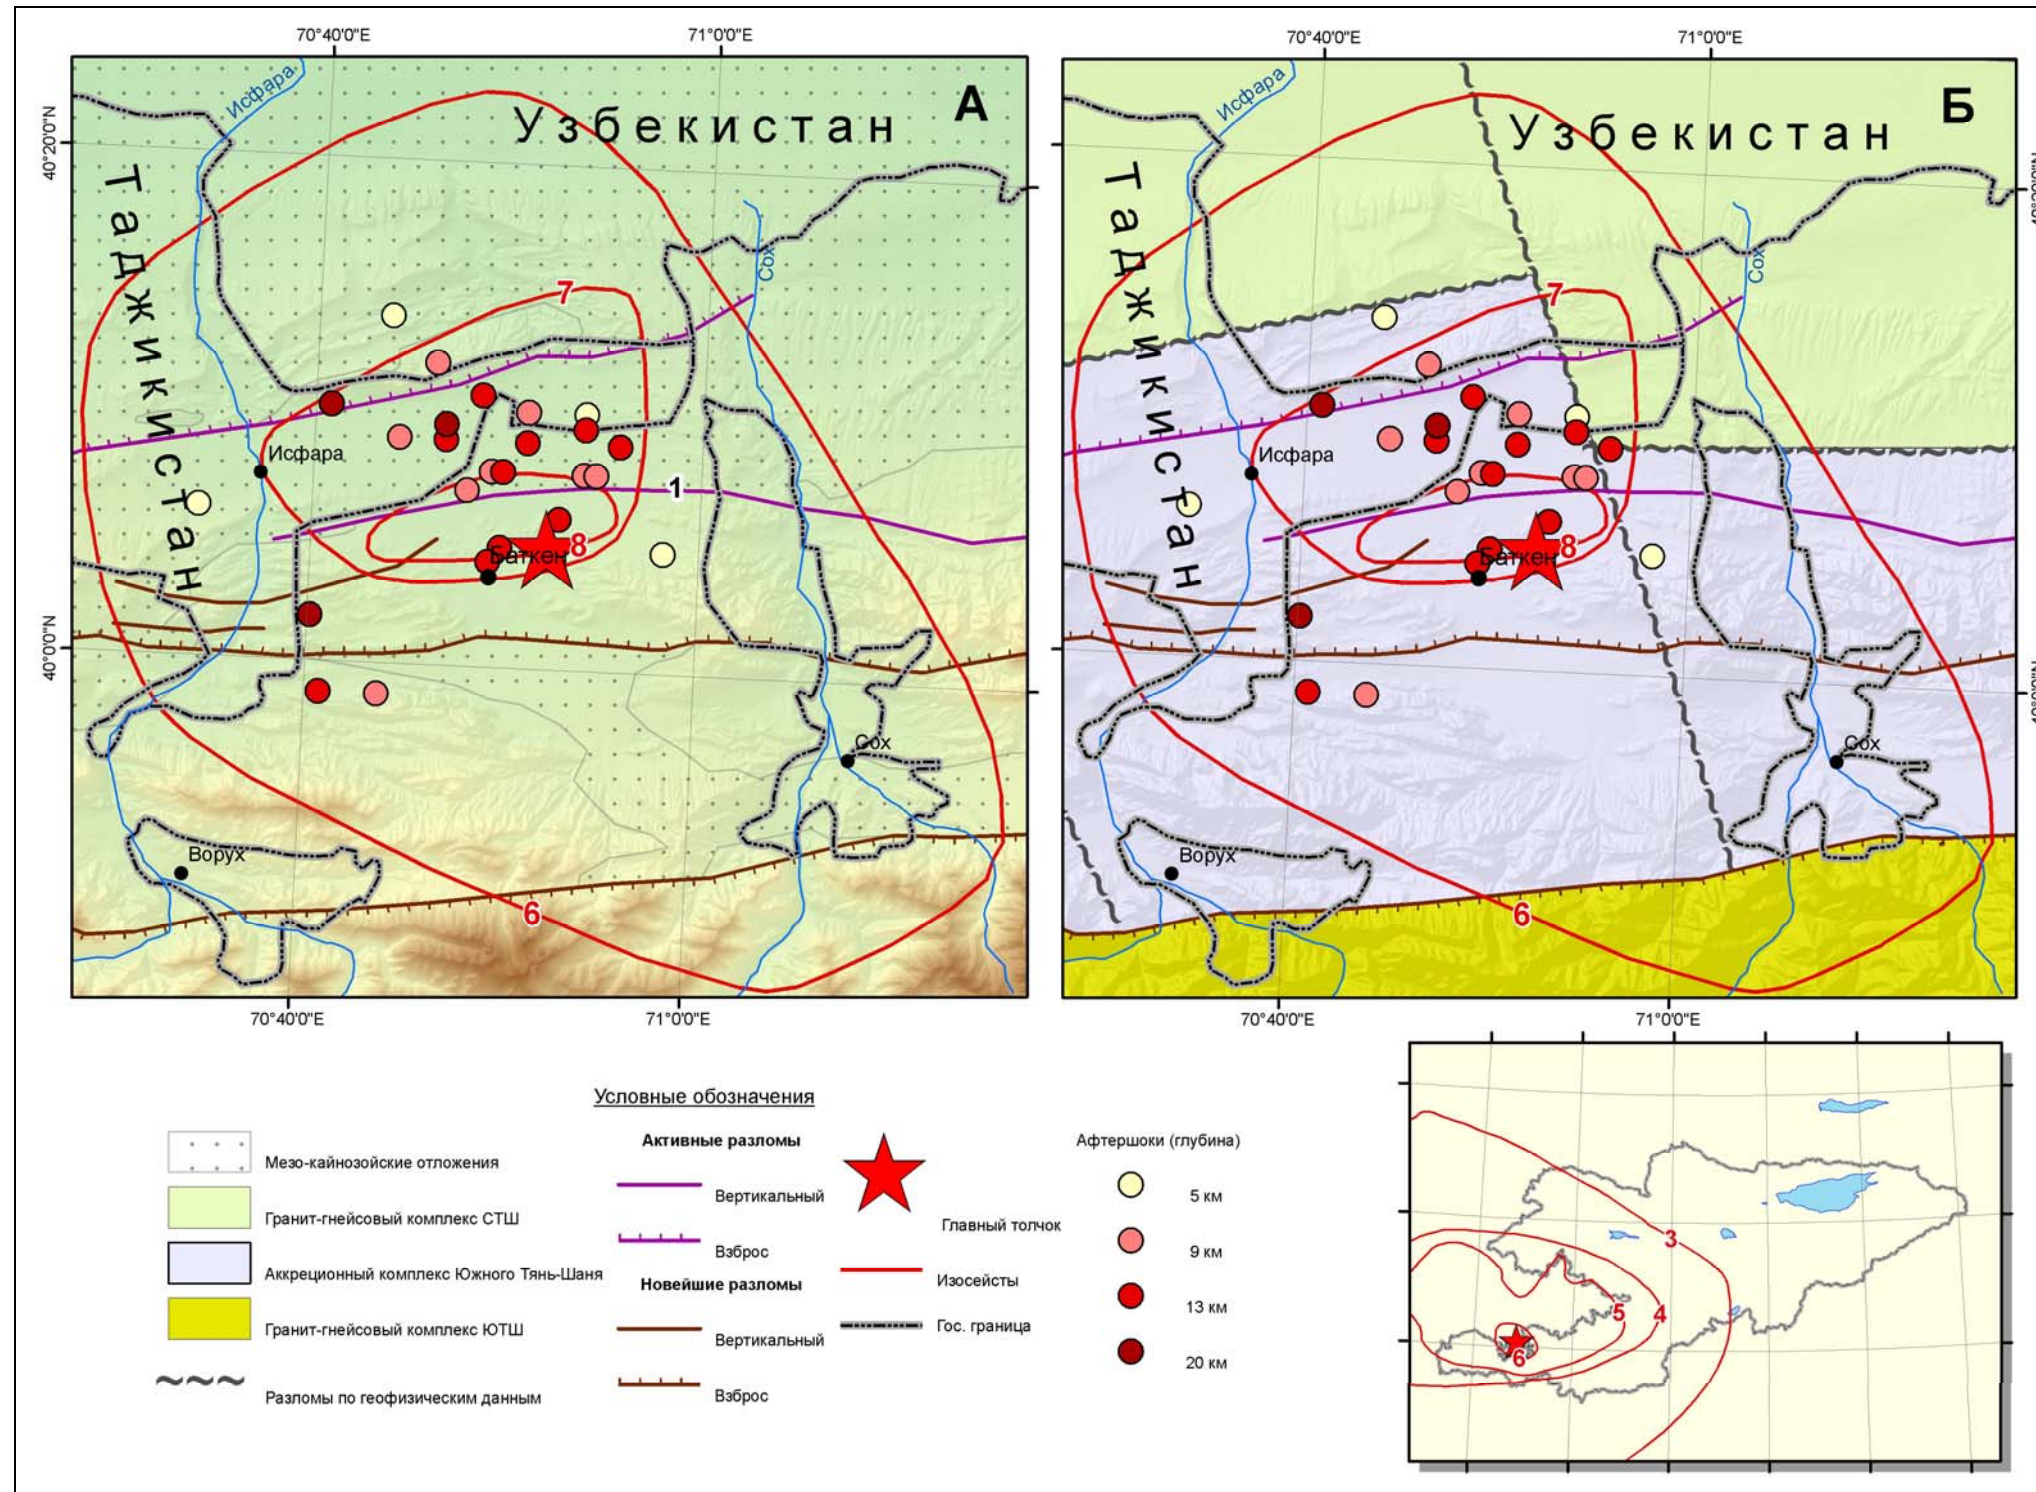 70°40'0"E
71°0'0"E
70°40'0"E
71°0'0"E
Исфара
Узбекистан
А
Исфара
Узбекистан
Б
40°20'0"N
Таджикистан
Таджикистан
Сох
Сох
7
7
Исфара
1
Исфара
Баткен
8
Баткен
8
40°0'0"N
Сох
Сох
Ворух
Ворух
6
6
70°40'0"E
71°0'0"E
70°40'0"E
71°0'0"E
Условные обозначения
Мезо-кайнозойские отложения
Гранит-гнейсовый комплекс СТШ
Аккреционный комплекс Южного Тянь-Шаня
Гранит-гнейсовый комплекс ЮТШ
Разломы по геофизическим данным
Активные разломы
Вертикальный
Взброс
Новейшие разломы
Вертикальный
Взброс
Главный толчок
Изосейсты
Гос. граница
Афтершоки (глубина)
5 км
9 км
13 км
20 км
3
5
4
6